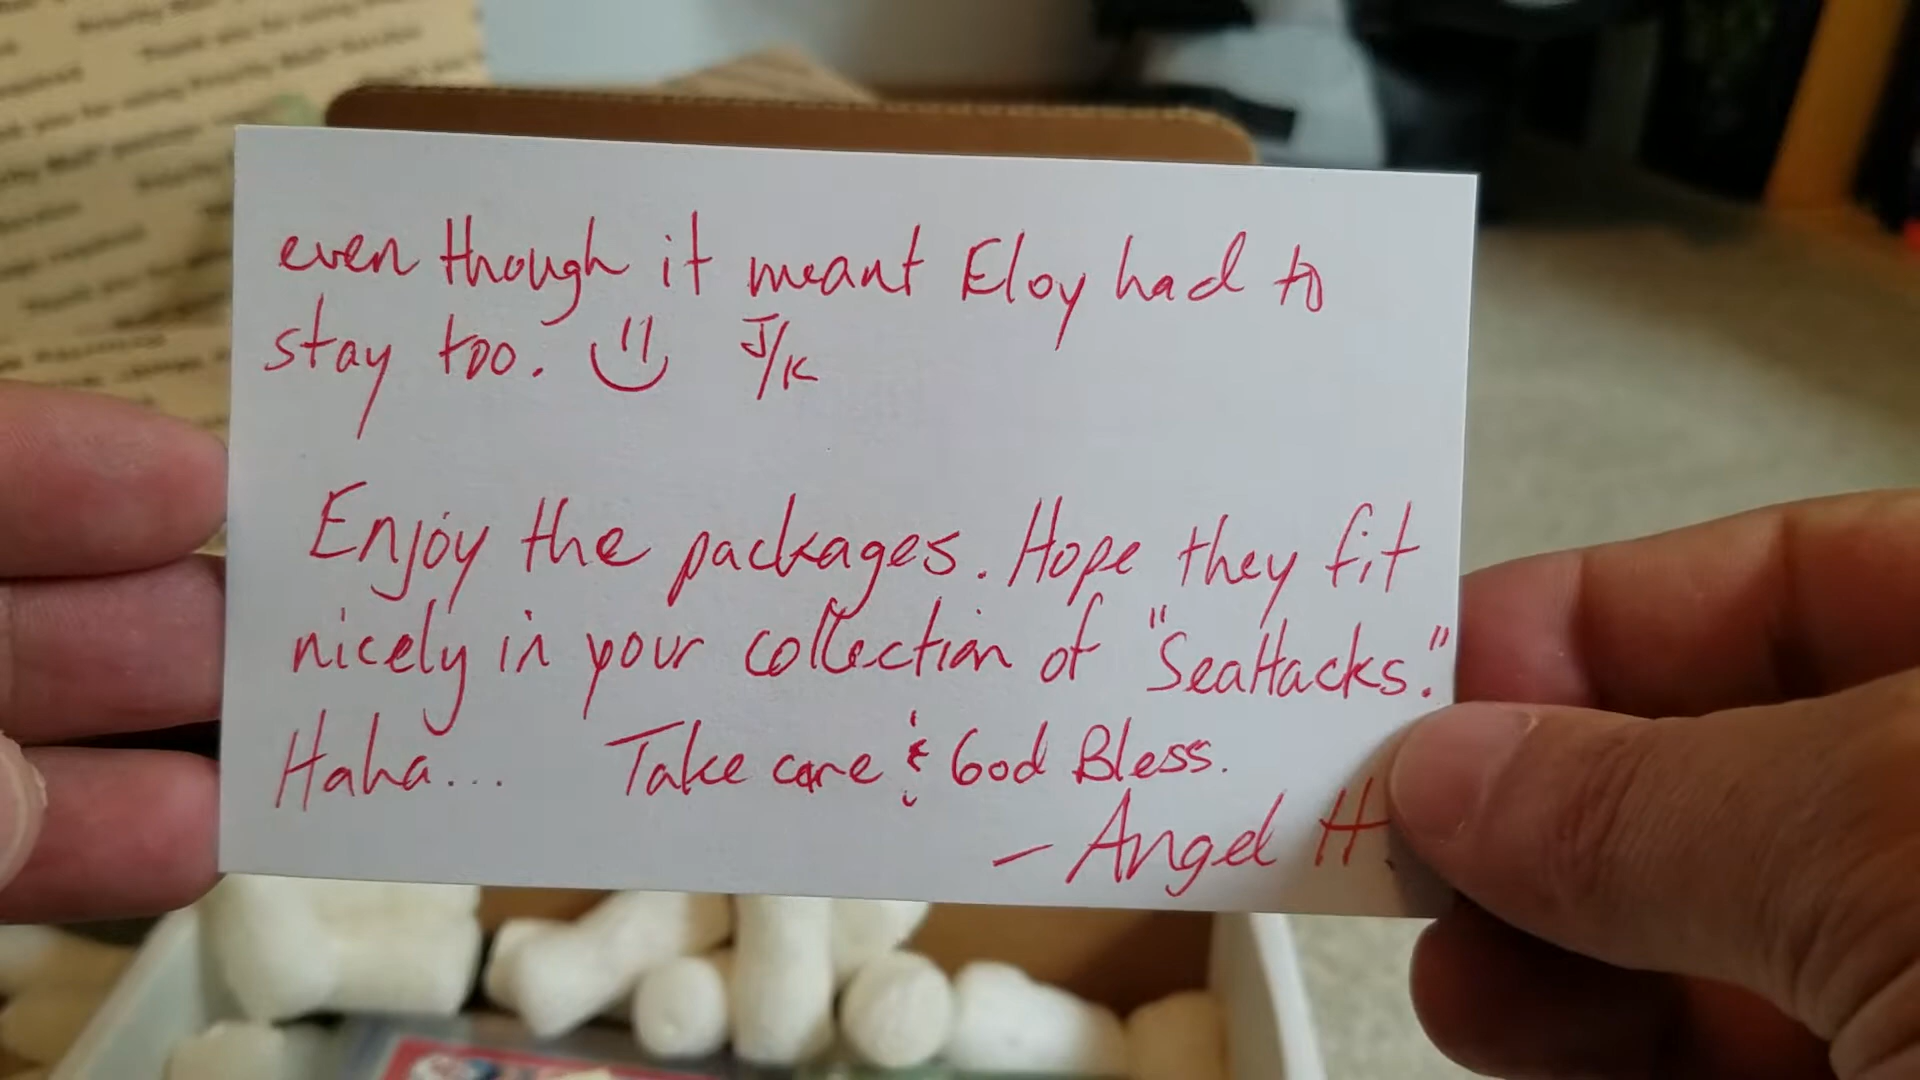 even though it meant Eloy had to
stay too. J/K
Enjoy the packages. Hope they fit
nicely in your collection of "Seattacks."
Haha... Take care & God Bless.
- Angel H